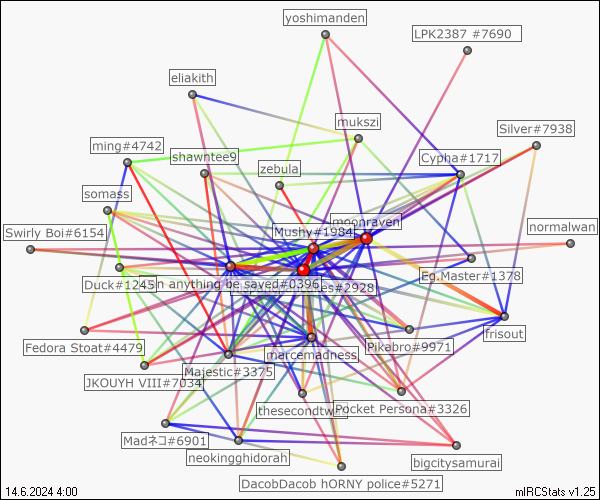 yoshimanden
LPK2387 #7690
eliakith
mukszi
Silver#7938
ming#4742
shawntee9
Cypha#1717
zebula
somass
moonraven
Mushy#1984
normalwan
Swirly Boi#6154
Eg.Master#1378
Duck#1245
n anything be saved#0396
es#2928
frisout
Fedora Stoat#4479
Pikabro#9971
marcemadness
Majestic#3375
JKOUYH VIII#7034
thesecondtw
Pocket Persona#3326
Madネコ#6901
neokingghidorah
bigcitysamurai
DacobDacob hORNY police#5271
14.6.2024 4:00
mIRCStats v1.25